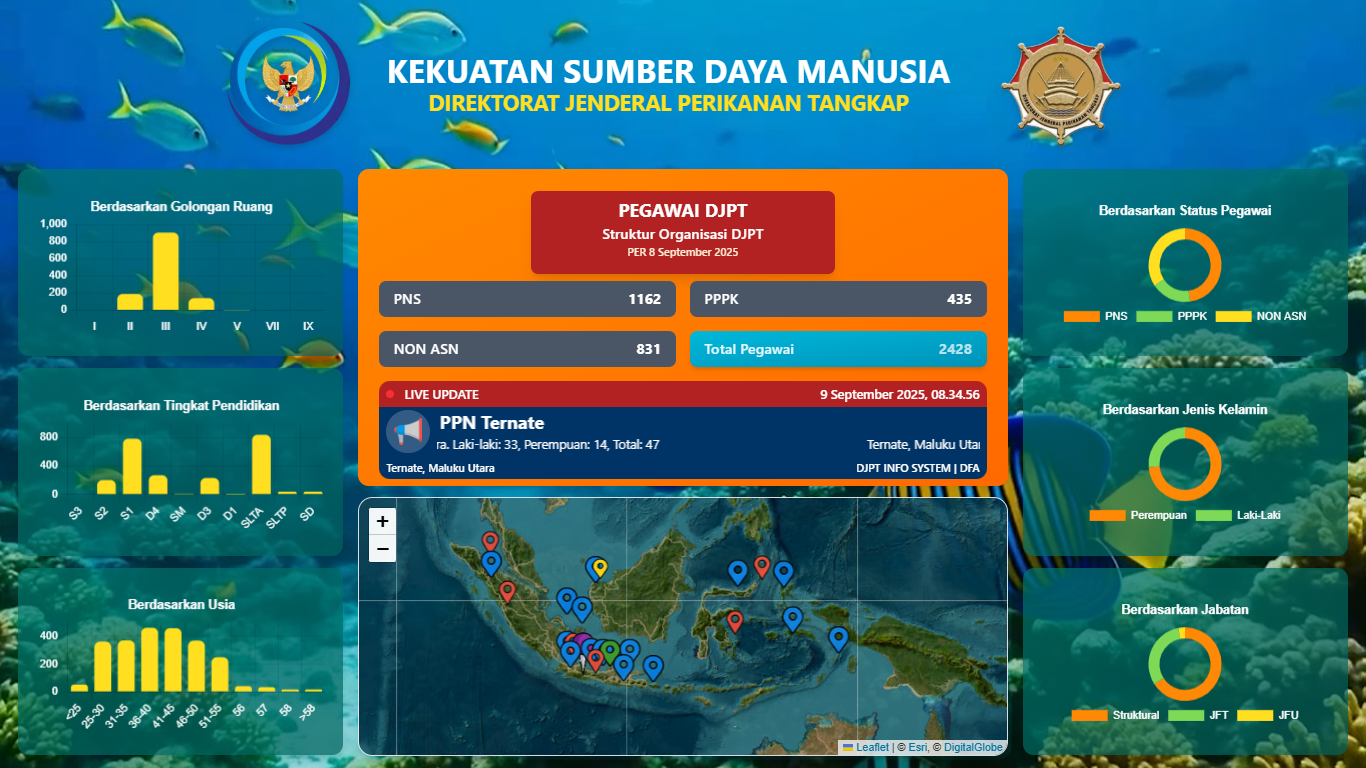 KEKUATAN SUMBER DAYA MANUSIA
DIREKTORAT JENDERAL PERIKANAN TANGKAP
Berdasarkan Golongan Ruang
1,000
800
600
400
200
0
I II III IV V VII IX
Berdasarkan Tingkat Pendidikan
800
400
0
S3 S2 S1 D4 SM D3 D1 SLTA SLTP SD
Berdasarkan Usia
400
200
0
<25 25-30 31-35 36-40 41-45 46-50 51-55 56 57 58 >58
PEGAWAI DJPT
Struktur Organisasi DJPT
PER 8 September 2025
PNS 1162
PPPK 435
NON ASN 831
Total Pegawai 2428
LIVE UPDATE 9 September 2025, 08.34.56
PPN Ternate
ra. Laki-laki: 33, Perempuan: 14, Total: 47 Ternate, Maluku Uta
Ternate, Maluku Utara DJPT INFO SYSTEM | DFA
+
−
Leaflet | © Esri, © DigitalGlobe
Berdasarkan Status Pegawai
PNS PPPK NON ASN
Berdasarkan Jenis Kelamin
Perempuan Laki-Laki
Berdasarkan Jabatan
Struktural JFT JFU